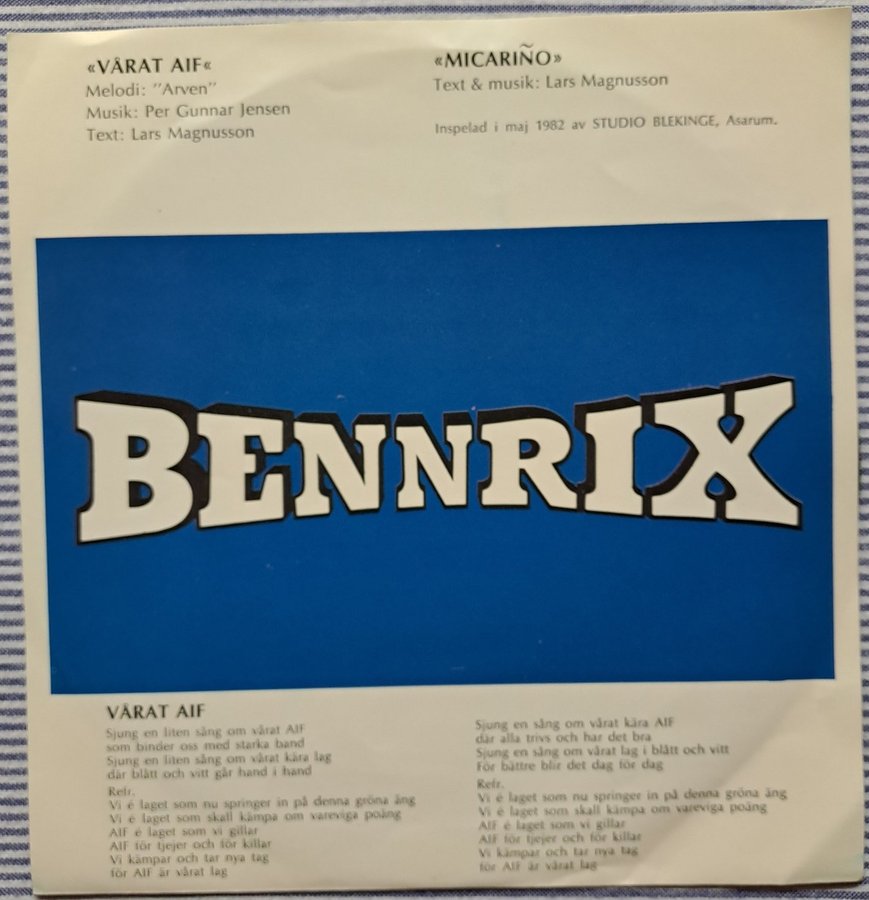 «VÅRAT AIF«
Melodi: "Arven"
Musik: Per Gunnar Jensen
Text: Lars Magnusson
«MICARIÑO»
Text & musik: Lars Magnusson
Inspelad i maj 1982 av STUDIO BLEKINGE, Asarum.
BENNRIX
VÅRAT AIF
Sjung en liten sång om vårat AIF
som binder oss med starka band
Sjung en liten sång om vårat kära lag
där blått och vitt går hand i hand
Refr.
Vi é laget som nu springer in på denna gröna äng
Vi é laget som skall kämpa om vareviga poäng
AIF é laget som vi gillar
AIF för tjejer och för killar
Vi kämpar och tar nya tag
för AIF är vårat lag
Sjung en sång om vårat kära AIF
där alla trivs och har det bra
Sjung en sång om vårat lag i blått och vitt
För bättre blir det dag för dag
Refr.
Vi é laget som nu springer in på denna gröna äng
Vi é laget som skall kämpa om vareviga poäng
AIF é laget som vi gillar
AIF för tjejer och för killar
Vi kämpar och tar nya tag
för AIF är vårat lag